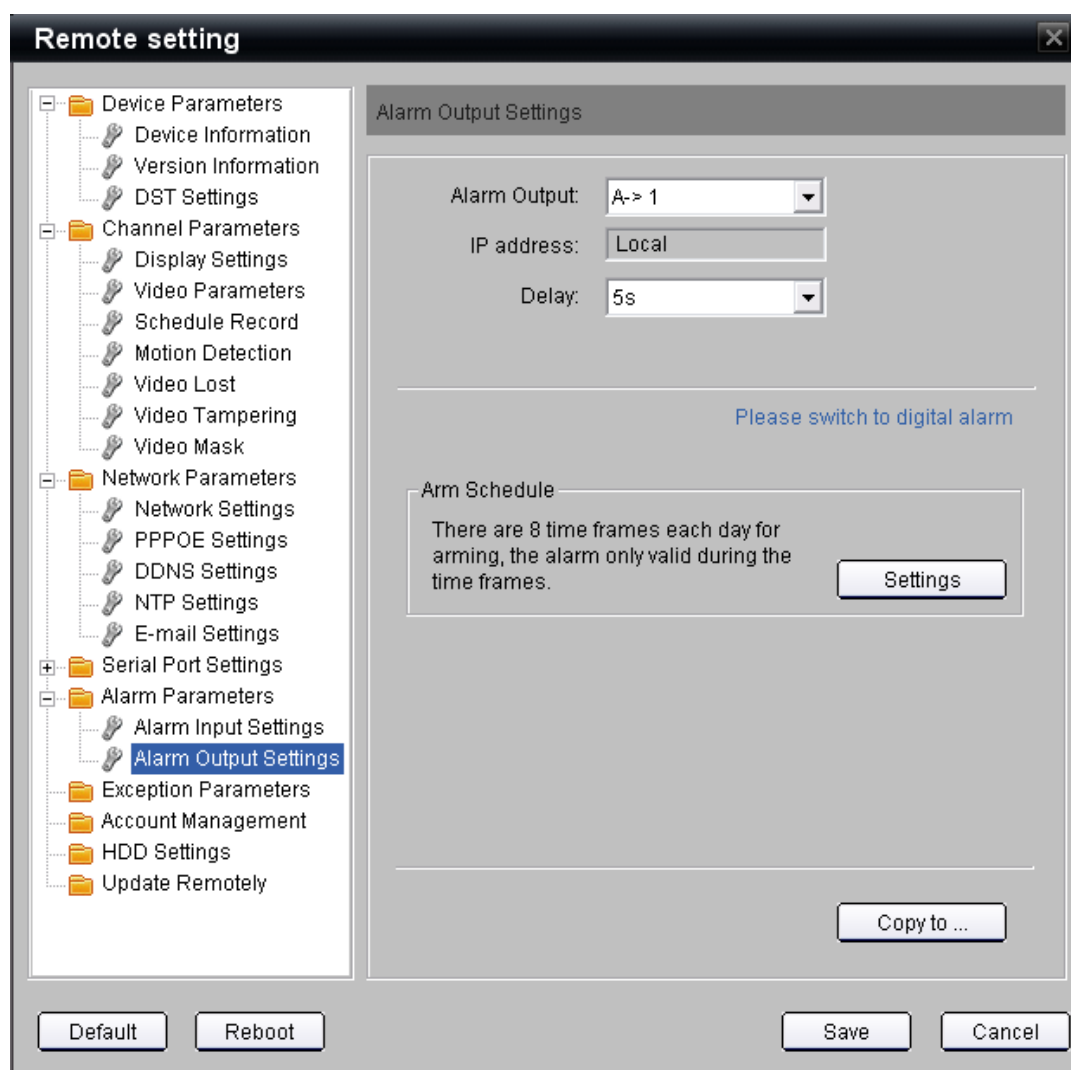 Remote setting
Device Parameters
Device Information
Version Information
DST Settings
Channel Parameters
Display Settings
Video Parameters
Schedule Record
Motion Detection
Video Lost
Video Tampering
Video Mask
Network Parameters
Network Settings
PPPOE Settings
DDNS Settings
NTP Settings
E-mail Settings
Serial Port Settings
Alarm Parameters
Alarm Input Settings
Alarm Output Settings
Exception Parameters
Account Management
HDD Settings
Update Remotely
Alarm Output Settings
Alarm Output: A-> 1
IP address: Local
Delay: 5s
Please switch to digital alarm
Arm Schedule
There are 8 time frames each day for
arming, the alarm only valid during the
time frames.
Settings
Copy to ...
Default Reboot Save Cancel